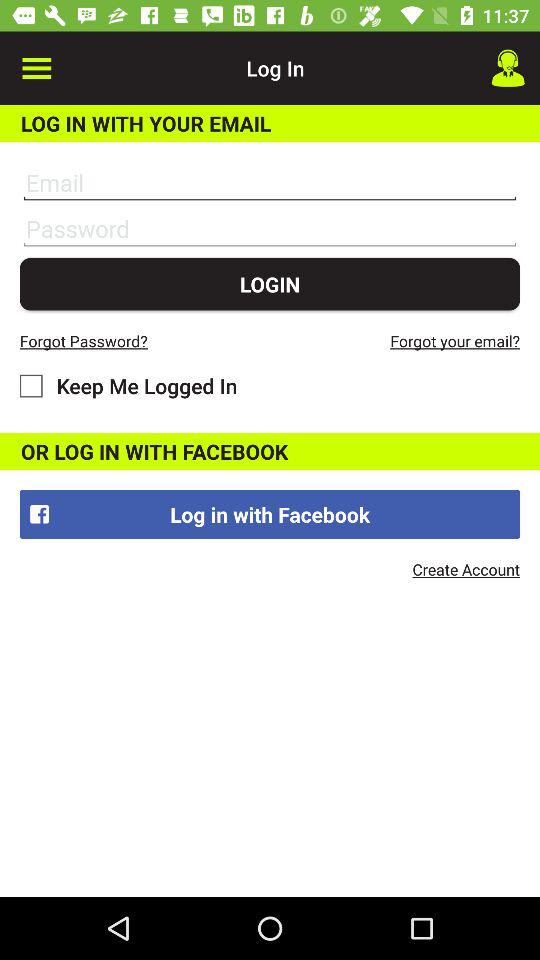 11:37
Log In
LOG IN WITH YOUR EMAIL
Email
Password
LOGIN
Forgot Password? Forgot your email?
Keep Me Logged In
OR LOG IN WITH FACEBOOK
Log in with Facebook
Create Account